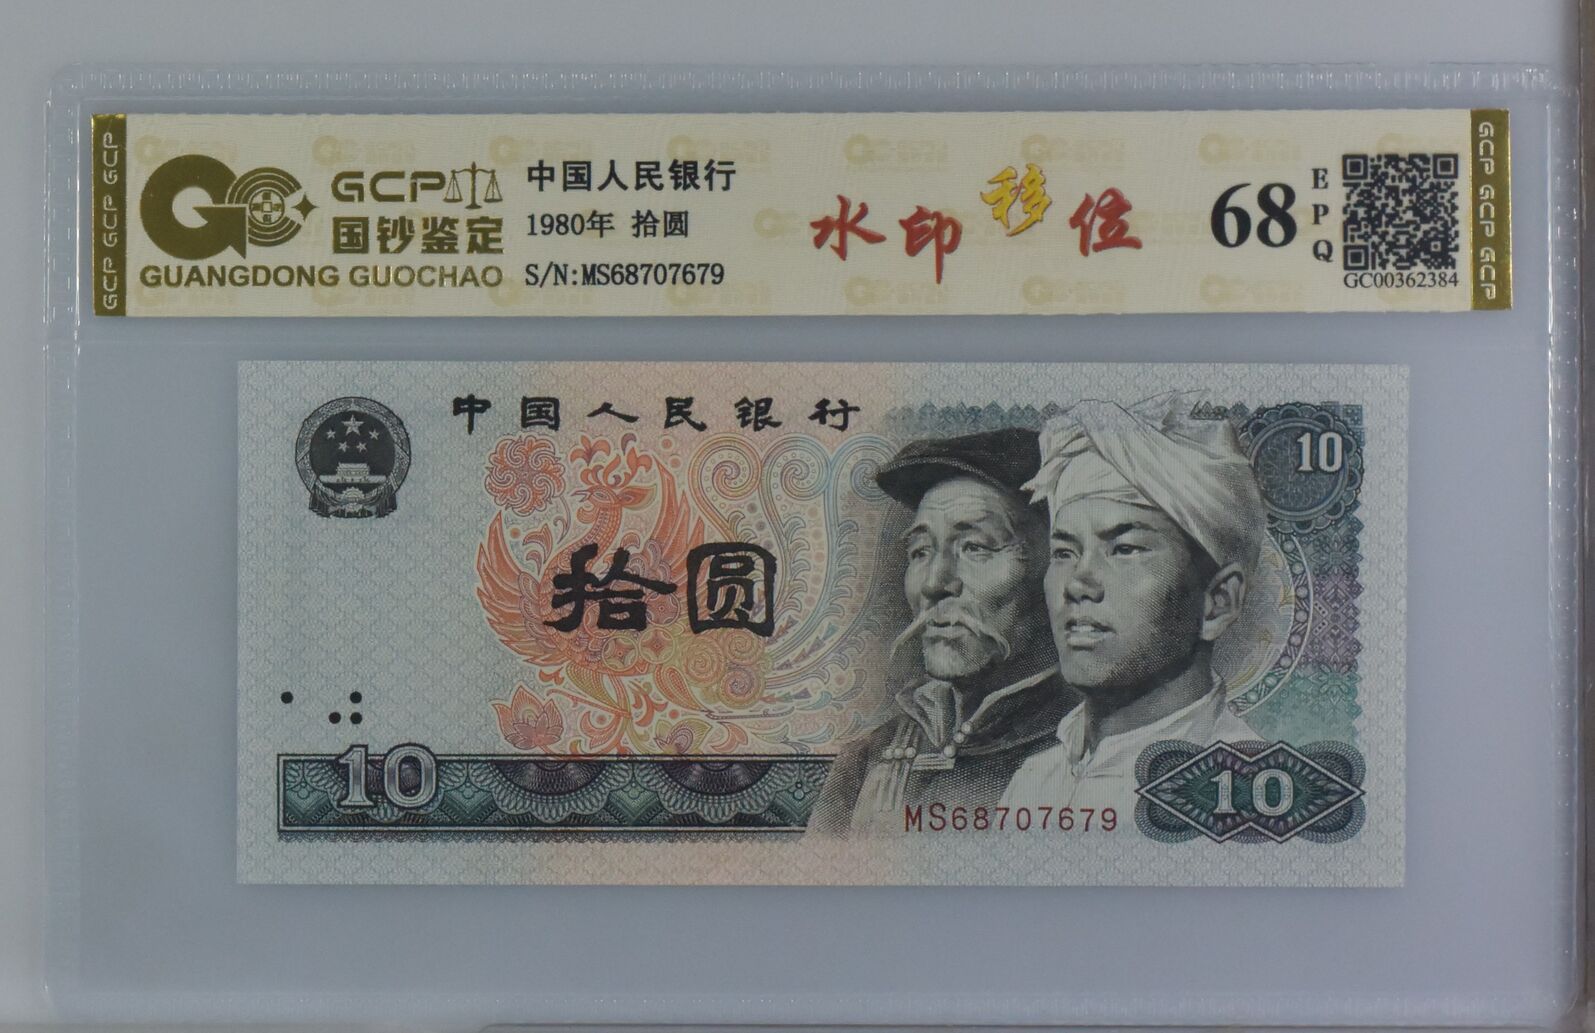 GCP GCP GCP
GCP
国钞鉴定
GUANGDONG GUOCHAO
中国人民银行
1980年 拾圆
S/N:MS68707679
水印移位
68
EPQ
GC00362384
GCP GCP GCP
中国人民银行
10
拾圆
10
MS68707679
10